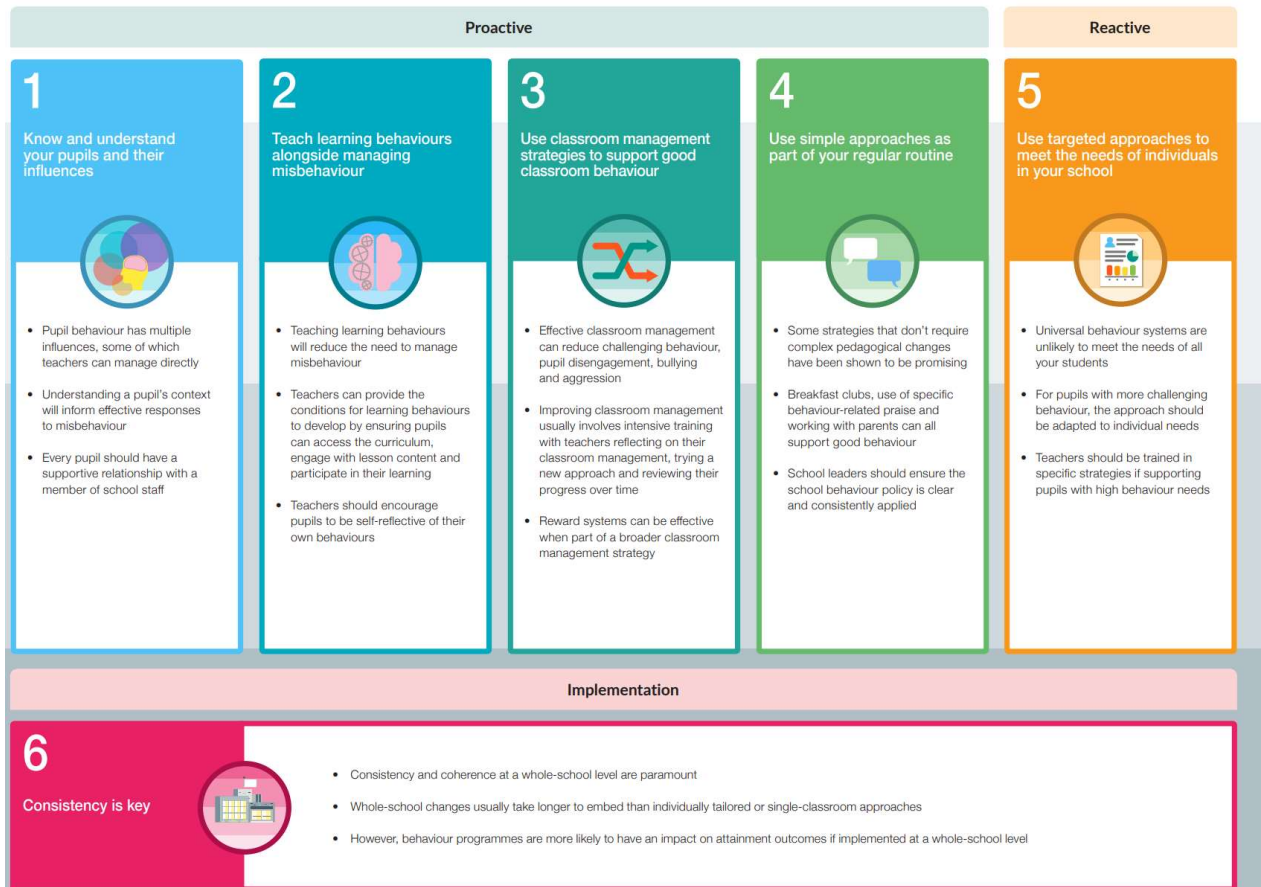 Proactive
Reactive
1
Know and understand
your pupils and their
influences
• Pupil behaviour has multiple
influences, some of which
teachers can manage directly
• Understanding a pupil's context
will inform effective responses
to misbehaviour
• Every pupil should have a
supportive relationship with a
member of school staff
2
Teach learning behaviours
alongside managing
misbehaviour
• Teaching learning behaviours
will reduce the need to manage
misbehaviour
• Teachers can provide the
conditions for learning behaviours
to develop by ensuring pupils
can access the curriculum,
engage with lesson content and
participate in their learning
• Teachers should encourage
pupils to be self-reflective of their
own behaviours
3
Use classroom management
strategies to support good
classroom behaviour
• Effective classroom management
can reduce challenging behaviour,
pupil disengagement, bullying
and aggression
• Improving classroom management
usually involves intensive training
with teachers reflecting on their
classroom management, trying a
new approach and reviewing their
progress over time
• Reward systems can be effective
when part of a broader classroom
management strategy
4
Use simple approaches as
part of your regular routine
• Some strategies that don't require
complex pedagogical changes
have been shown to be promising
• Breakfast clubs, use of specific
behaviour-related praise and
working with parents can all
support good behaviour
• School leaders should ensure the
school behaviour policy is clear
and consistently applied
5
Use targeted approaches to
meet the needs of individuals
in your school
• Universal behaviour systems are
unlikely to meet the needs of all
your students
• For pupils with more challenging
behaviour, the approach should
be adapted to individual needs
• Teachers should be trained in
specific strategies if supporting
pupils with high behaviour needs
Implementation
6
Consistency is key
• Consistency and coherence at a whole-school level are paramount
• Whole-school changes usually take longer to embed than individually tailored or single-classroom approaches
• However, behaviour programmes are more likely to have an impact on attainment outcomes if implemented at a whole-school level